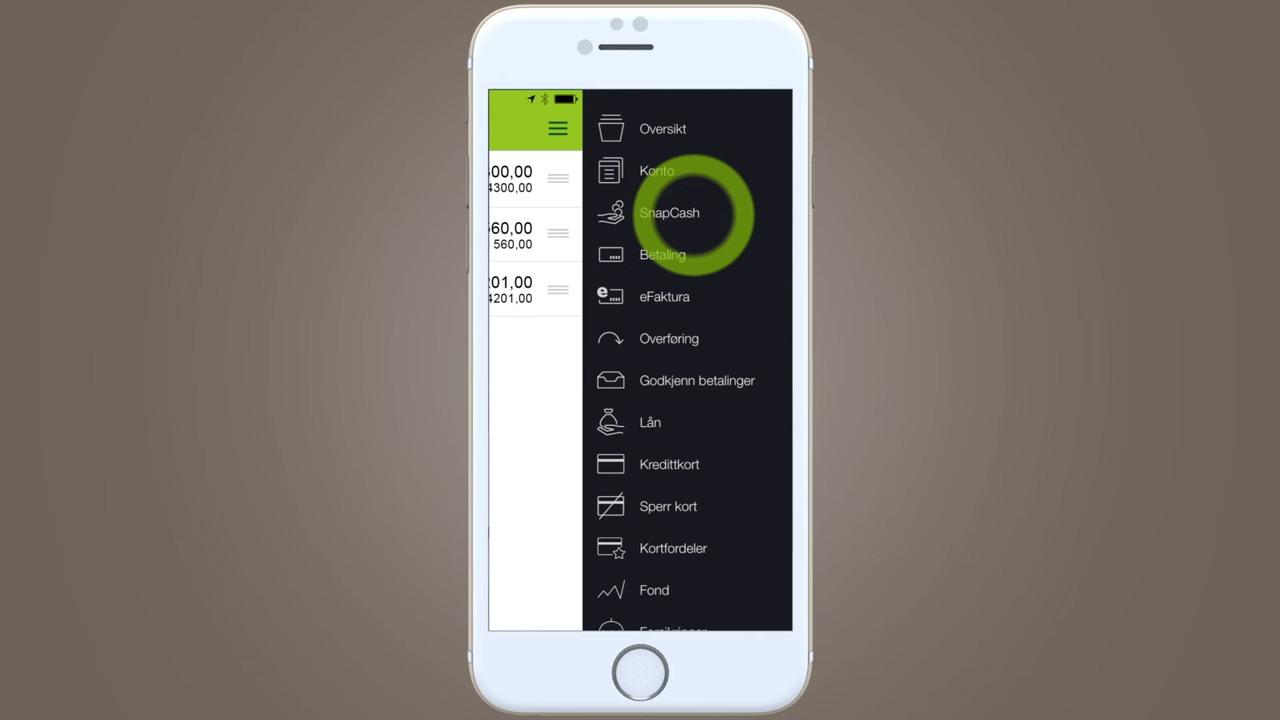 00,00
4300,00
60,00
560,00
201,00
4201,00
Oversikt
Konto
SnapCash
Betaling
eFaktura
Overføring
Godkjenn betalinger
Lån
Kredittkort
Sperr kort
Kortfordeler
Fond